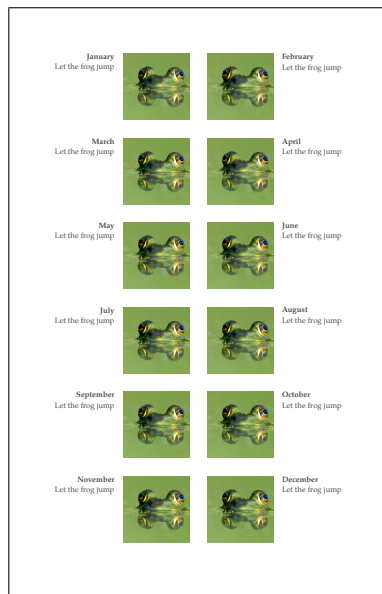 January
Let the frog jump
February
Let the frog jump
March
Let the frog jump
April
Let the frog jump
May
Let the frog jump
June
Let the frog jump
July
Let the frog jump
August
Let the frog jump
September
Let the frog jump
October
Let the frog jump
November
Let the frog jump
December
Let the frog jump